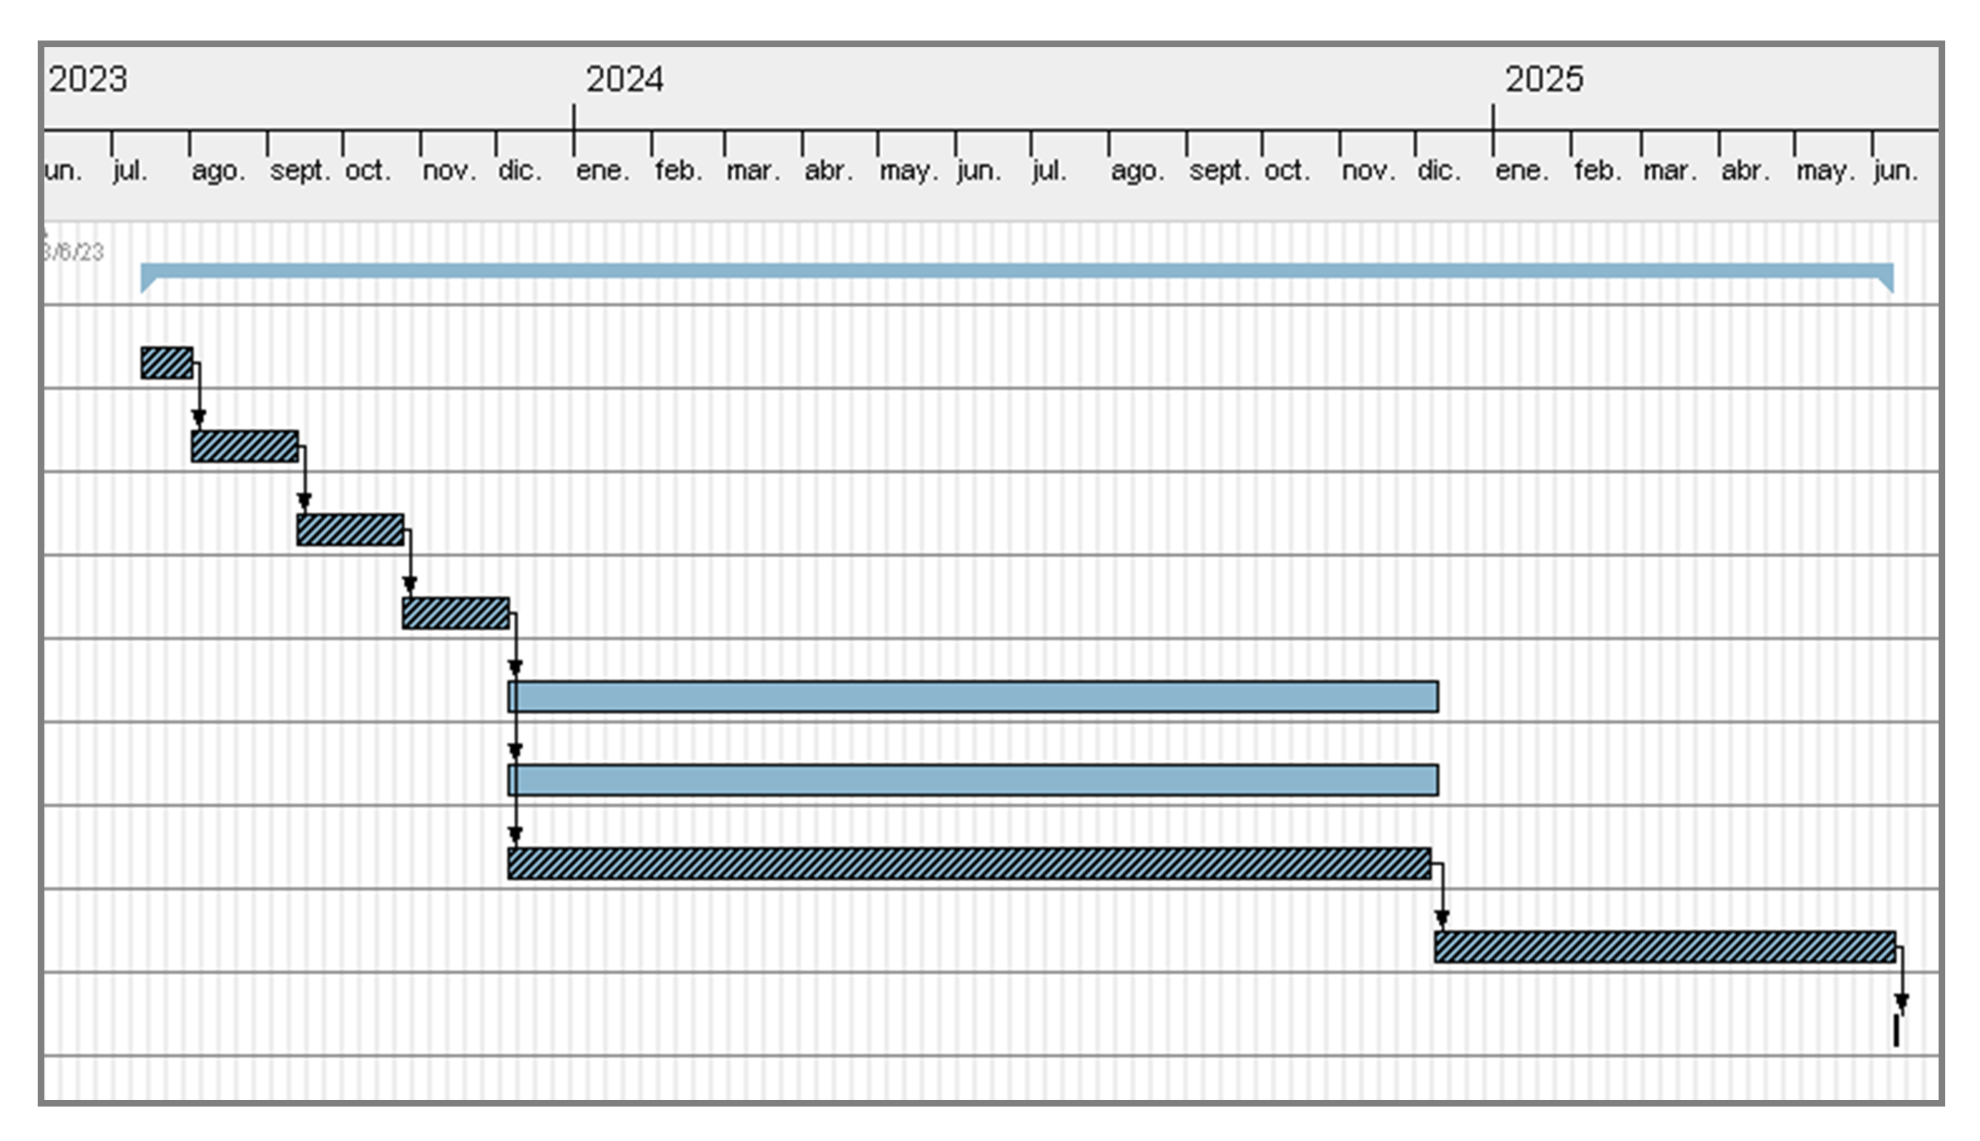 2023 2024 2025
un. jul. ago. sept. oct. nov. dic. ene. feb. mar. abr. may. jun. jul. ago. sept. oct. nov. dic. ene. feb. mar. abr. may. jun.
3/6/23